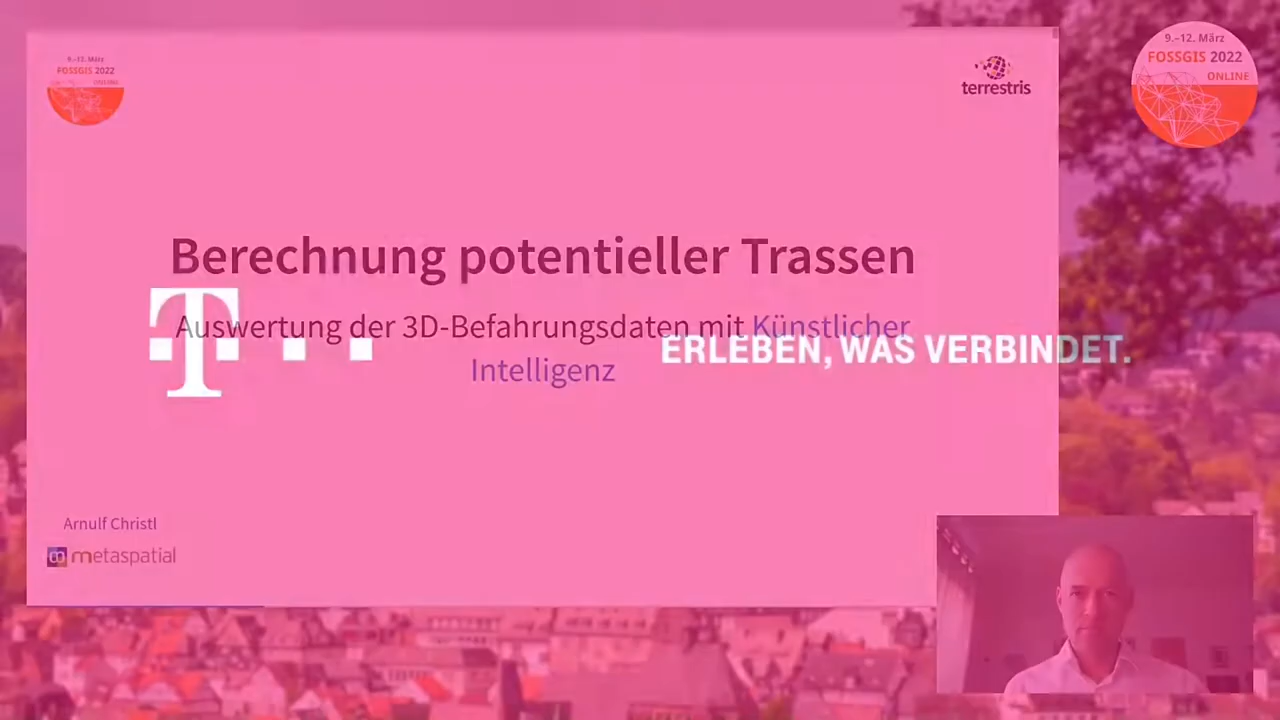 9.–12. März
FOSSGIS 2022
ONLINE
terrestris
9.–12. März
FOSSGIS 2022
ONLINE
Berechnung potentieller Trassen
Auswertung der 3D-Befahrungsdaten mit Künstlicher
Intelligenz
T
ERLEBEN, WAS VERBINDET.
Arnulf Christl
metaspatial